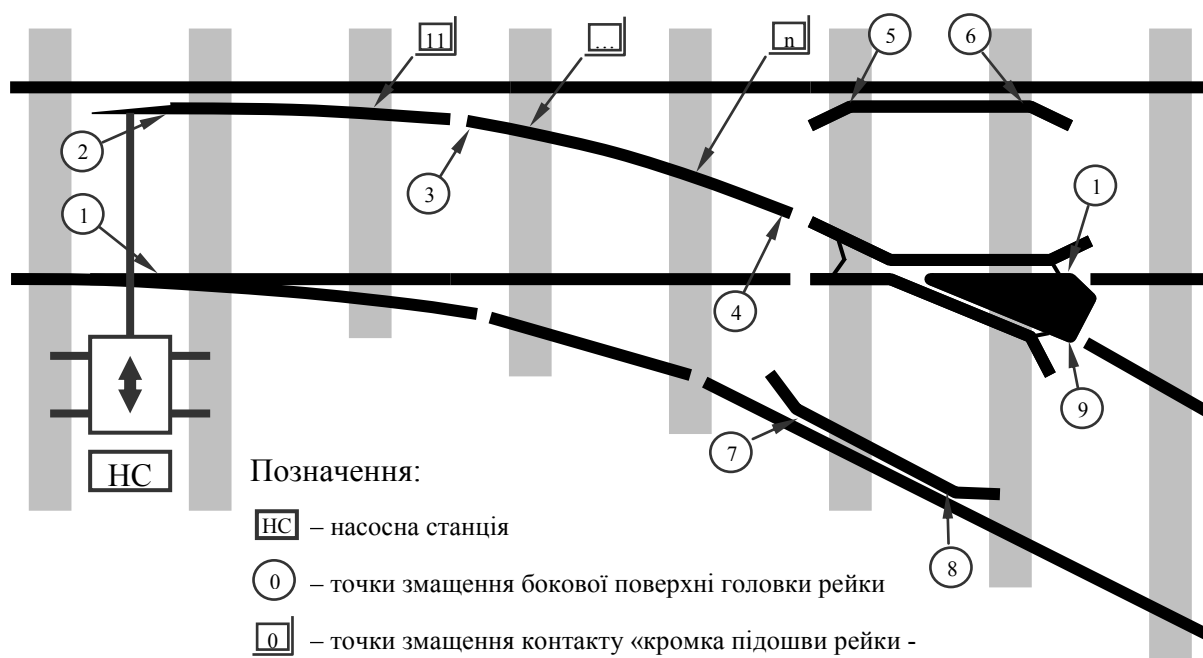 11
...
n
5
6
2
3
1
1
4
7
9
8
НС
Позначення:
НС – насосна станція
0 – точки змащення бокової поверхні головки рейки
0 – точки змащення контакту «кромка підошви рейки -